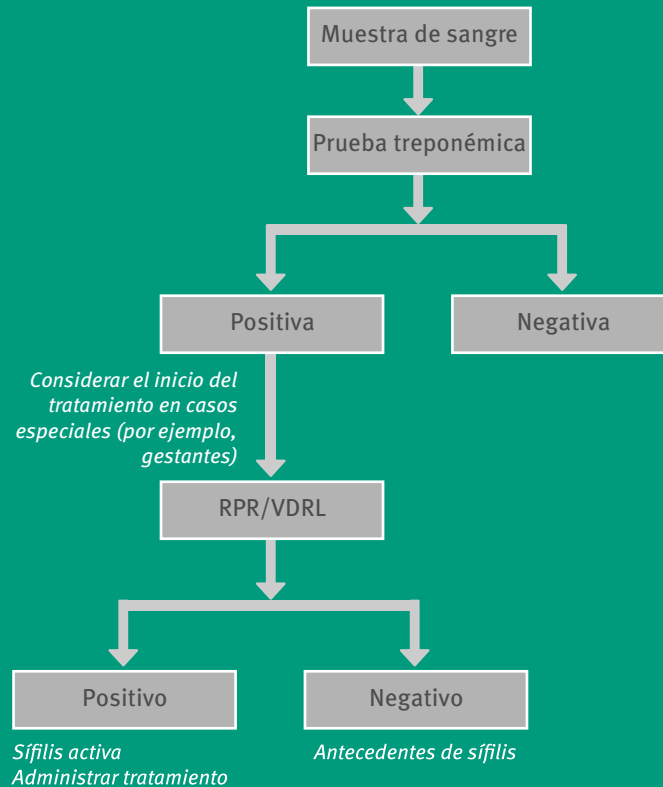 Muestra de sangre
Prueba treponémica
Positiva
Negativa
Considerar el inicio del
tratamiento en casos
especiales (por ejemplo,
gestantes)
RPR/VDRL
Positivo
Negativo
Sífilis activa
Administrar tratamiento
Antecedentes de sífilis